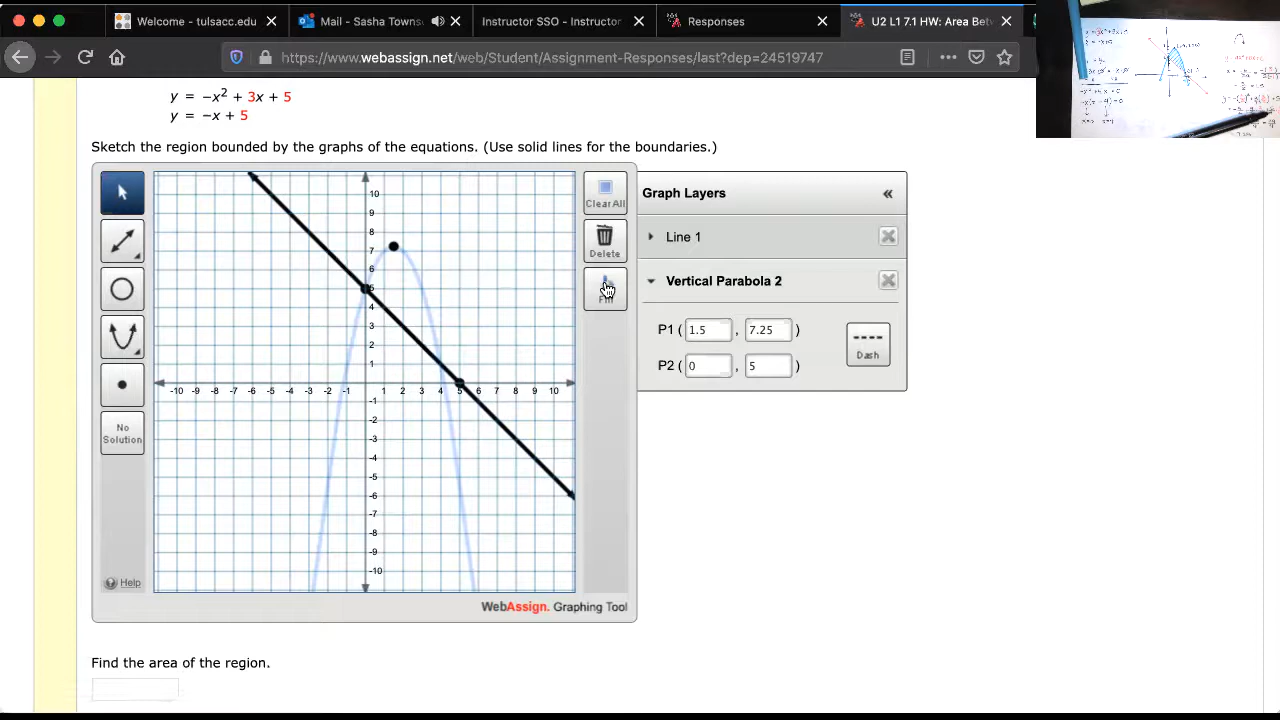 Welcome - tulsacc.edu
Mail - Sasha Towns
Instructor SSO - Instructor
Responses
U2 L1 7.1 HW: Area Bet
https://www.webassign.net/web/Student/Assignment-Responses/last?dep=24519747
y = −x² + 3x + 5
y = −x + 5
Sketch the region bounded by the graphs of the equations. (Use solid lines for the boundaries.)
No Solution
Help
10
9
8
7
6
5
4
3
2
1
-10 -9 -8 -7 -6 -5 -4 -3 -2 -1 1 2 3 4 5 6 7 8 9 10
-1
-2
-3
-4
-5
-6
-7
-8
-9
-10
Clear All
Delete
Fill
WebAssign. Graphing Tool
Graph Layers «
Line 1
Vertical Parabola 2
P1 ( 1.5 , 7.25 )
P2 ( 0 , 5 )
Dash
Find the area of the region.